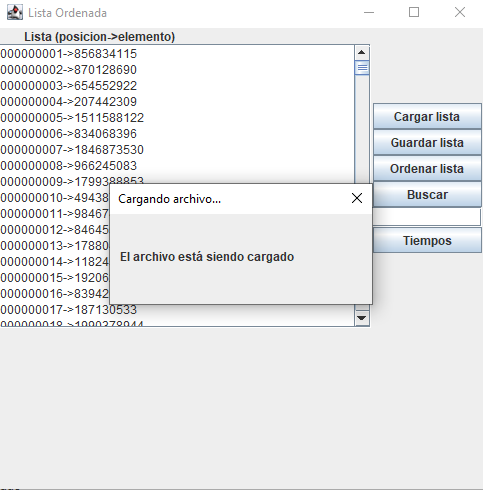 Lista Ordenada
Lista (posicion->elemento)
000000001->856834115
000000002->870128690
000000003->654552922
000000004->207442309
000000005->1511588122
000000006->834068396
000000007->1846873530
000000008->966245083
000000009->1799388853
000000010->49438
000000011->98467
000000012->84645
000000013->17880
000000014->11824
000000015->19206
000000016->83942
000000017->187130533
000000018->1990378944
Cargando archivo...
El archivo está siendo cargado
Cargar lista
Guardar lista
Ordenar lista
Buscar
Tiempos